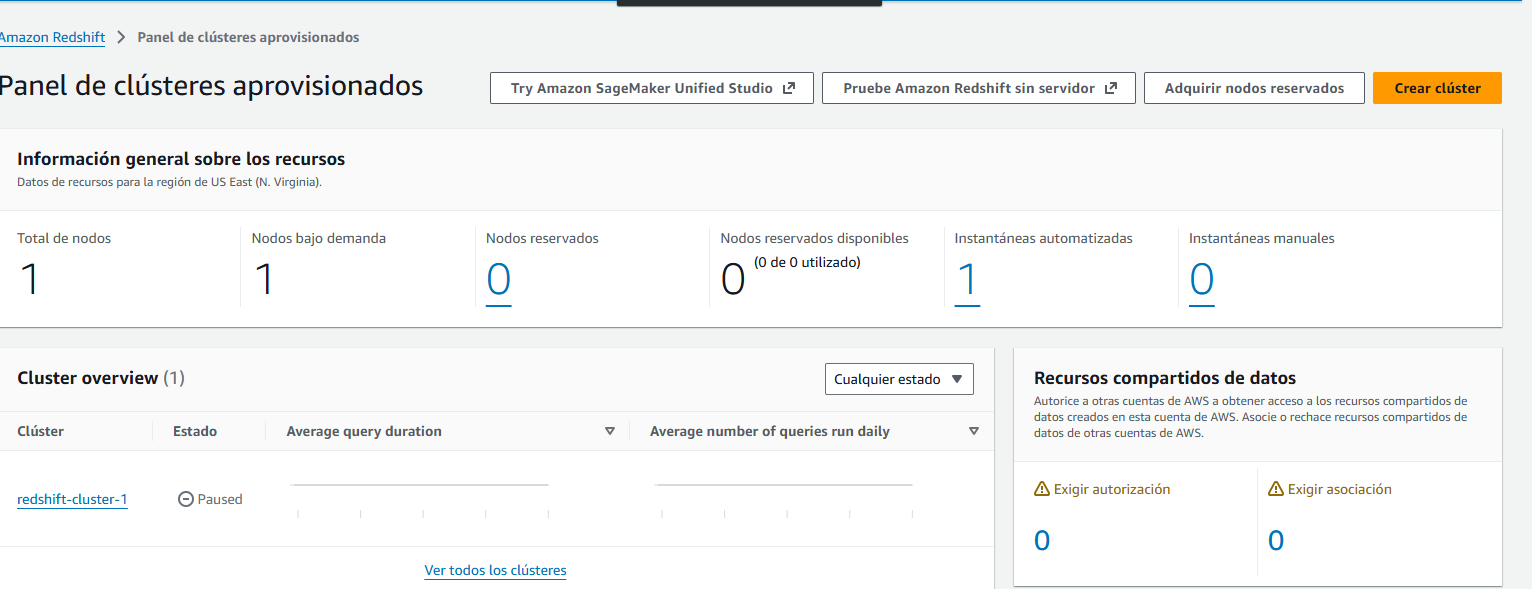 Amazon Redshift > Panel de clústeres aprovisionados
Panel de clústeres aprovisionados
Try Amazon SageMaker Unified Studio
Pruebe Amazon Redshift sin servidor
Adquirir nodos reservados
Crear clúster
Información general sobre los recursos
Datos de recursos para la región de US East (N. Virginia).
Total de nodos
1
Nodos bajo demanda
1
Nodos reservados
0
Nodos reservados disponibles
0 (0 de 0 utilizado)
Instantáneas automatizadas
1
Instantáneas manuales
0
Cluster overview (1)
Cualquier estado
Clúster
Estado
Average query duration
Average number of queries run daily
redshift-cluster-1
Paused
Ver todos los clústeres
Recursos compartidos de datos
Autorice a otras cuentas de AWS a obtener acceso a los recursos compartidos de
datos creados en esta cuenta de AWS. Asocie o rechace recursos compartidos de
datos de otras cuentas de AWS.
Exigir autorización
0
Exigir asociación
0